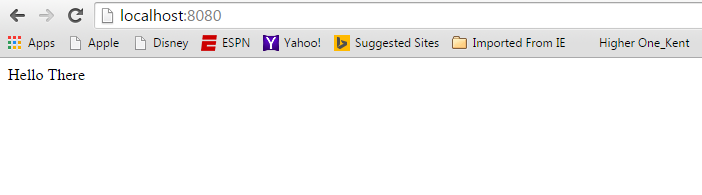 localhost:8080
Apps Apple Disney ESPN Yahoo! Suggested Sites Imported From IE Higher One_Kent
Hello There